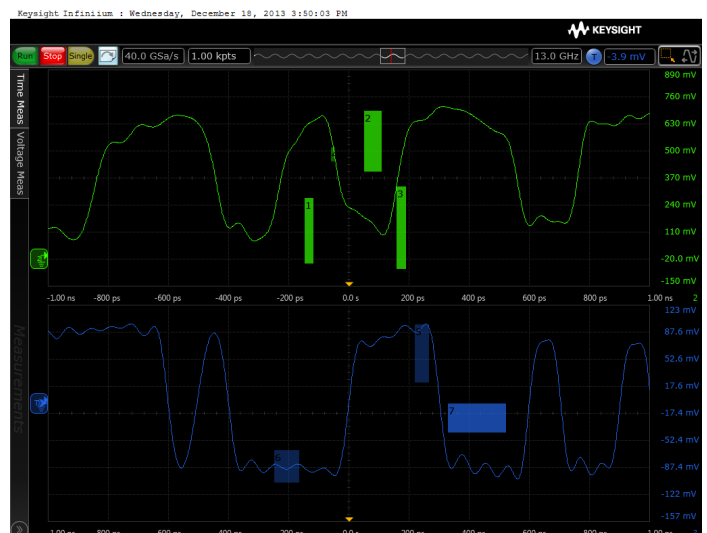 Keysight Infiniium : Wednesday, December 18, 2013 3:50:03 PM
KEYSIGHT
Run Stop Single 40.0 GSa/s 1.00 kpts 13.0 GHz T -3.9 mV
Time Meas
Voltage Meas
Measurements
890 mV
760 mV
630 mV
500 mV
370 mV
240 mV
110 mV
-20.0 mV
-150 mV
2
1
3
-1.00 ns -800 ps -600 ps -400 ps -200 ps 0.0 s 200 ps 400 ps 600 ps 800 ps 1.00 ns 2
123 mV
87.6 mV
52.6 mV
17.6 mV
-17.4 mV
-52.4 mV
-87.4 mV
-122 mV
-157 mV
7